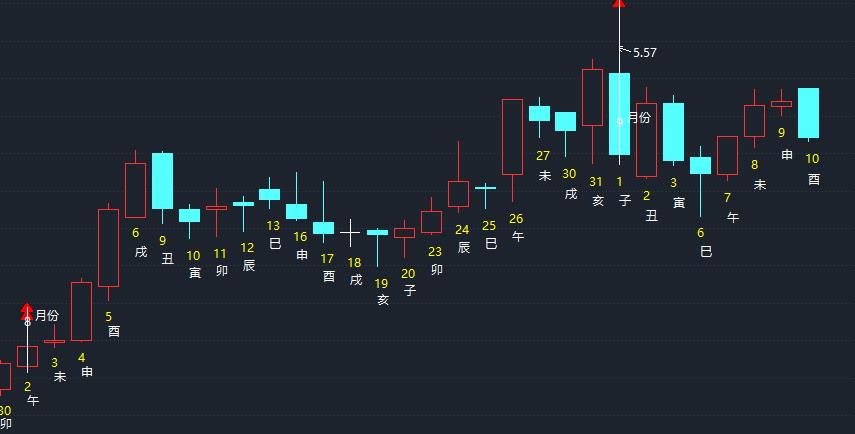 30
卯
8 月份
2
午
3
未
4
申
5
酉
6
戌
9
丑
10
寅
11
卯
12
辰
13
巳
16
申
17
酉
18
戌
19
亥
20
子
23
卯
24
辰
25
巳
26
午
27
未
30
戌
31
亥
5.57
9 月份
1
子
2
丑
3
寅
6
巳
7
午
8
未
9
申
10
酉